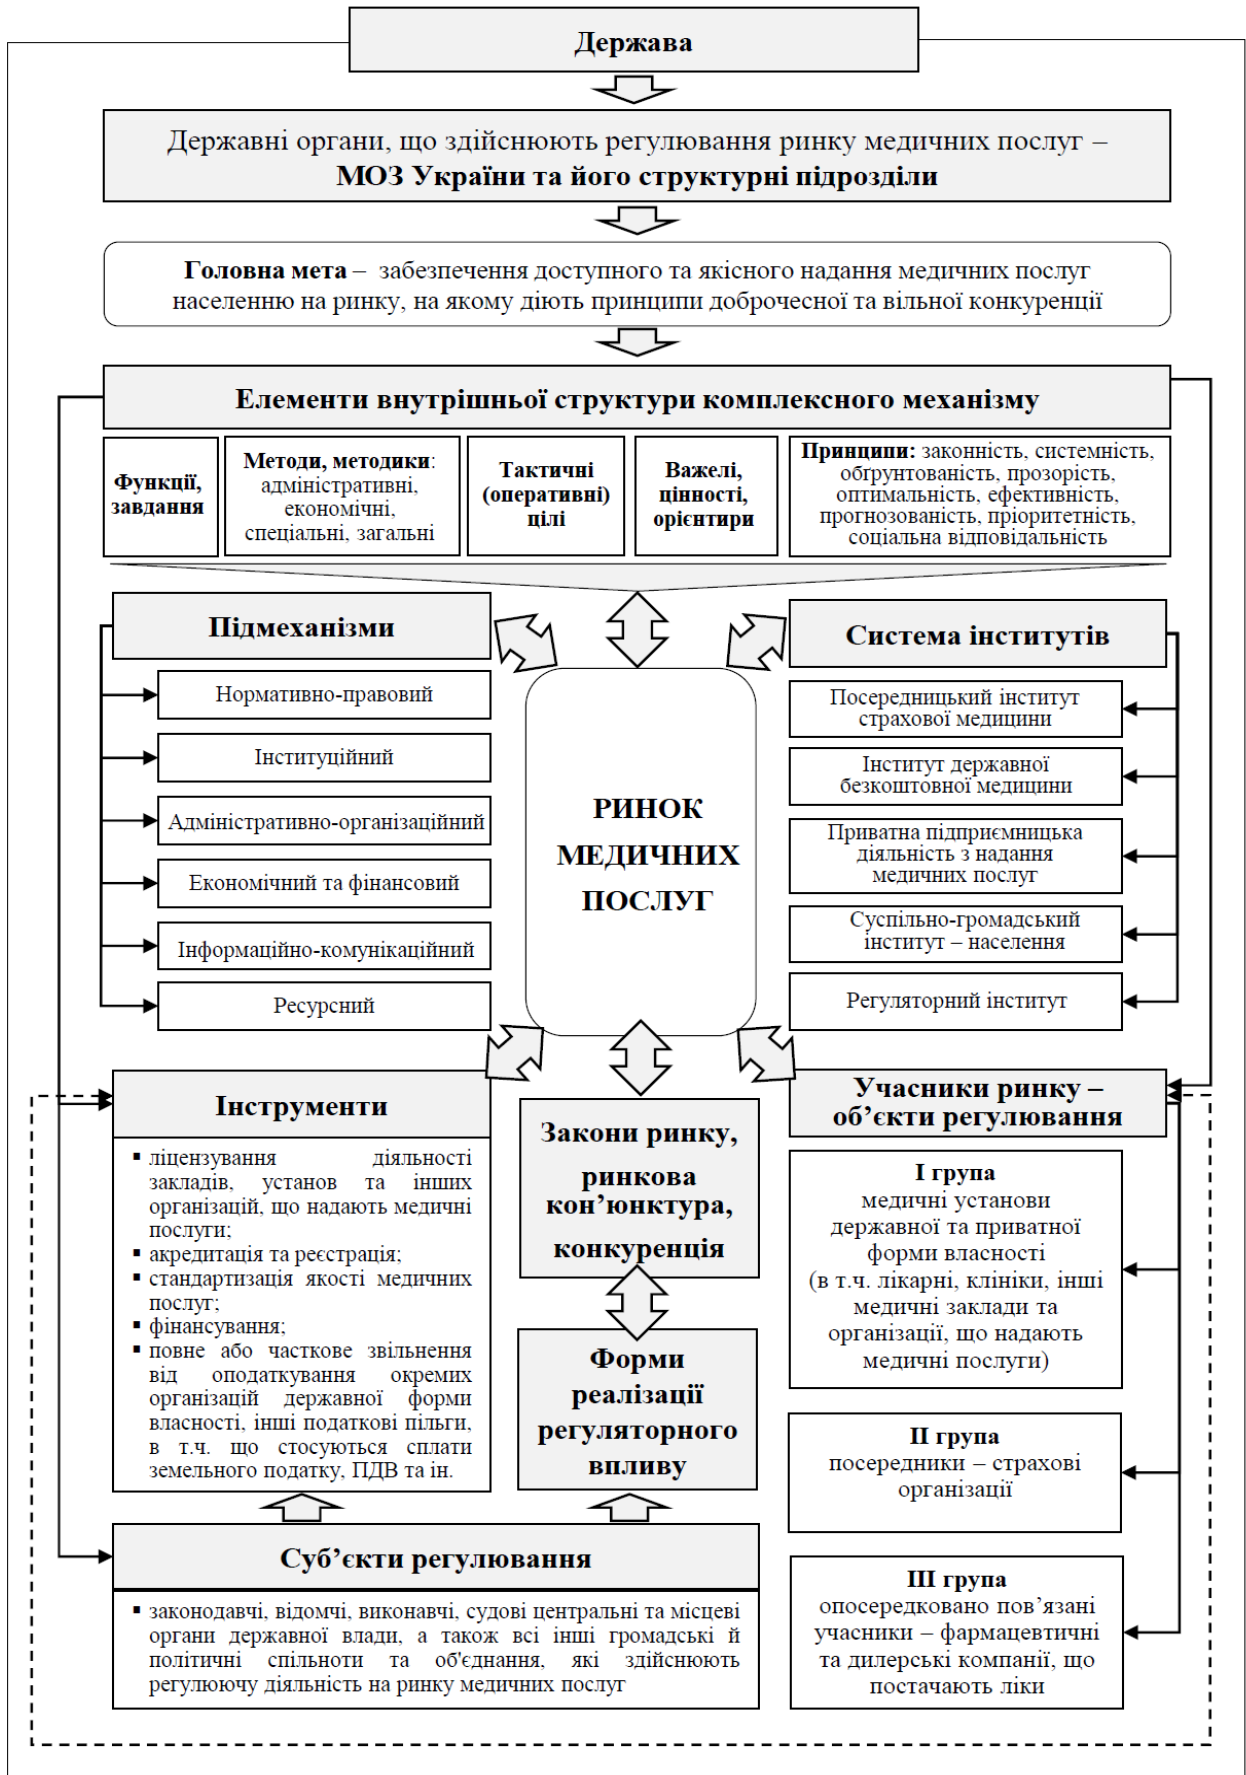 Держава
Державні органи, що здійснюють регулювання ринку медичних послуг –
МОЗ України та його структурні підрозділи
Головна мета – забезпечення доступного та якісного надання медичних послуг
населенню на ринку, на якому діють принципи доброчесної та вільної конкуренції
Елементи внутрішньої структури комплексного механізму
Функції,
завдання
Методи, методики:
адміністративні,
економічні,
спеціальні, загальні
Тактичні
(оперативні)
цілі
Важелі,
цінності,
орієнтири
Принципи: законність, системність,
обґрунтованість, прозорість,
оптимальність, ефективність,
прогнозованість, пріоритетність,
соціальна відповідальність
Підмеханізми
Нормативно-правовий
Інституційний
Адміністративно-організаційний
Економічний та фінансовий
Інформаційно-комунікаційний
Ресурсний
РИНОК
МЕДИЧНИХ
ПОСЛУГ
Система інститутів
Посередницький інститут
страхової медицини
Інститут державної
безкоштовної медицини
Приватна підприємницька
діяльність з надання
медичних послуг
Суспільно-громадський
інститут – населення
Регуляторний інститут
Інструменти
▪ ліцензування діяльності
закладів, установ та інших
організацій, що надають медичні
послуги;
▪ акредитація та реєстрація;
▪ стандартизація якості медичних
послуг;
▪ фінансування;
▪ повне або часткове звільнення
від оподаткування окремих
організацій державної форми
власності, інші податкові пільги,
в т.ч. що стосуються сплати
земельного податку, ПДВ та ін.
Закони ринку,
ринкова
кон’юнктура,
конкуренція
Форми
реалізації
регуляторного
впливу
Учасники ринку –
об’єкти регулювання
І група
медичні установи
державної та приватної
форми власності
(в т.ч. лікарні, клініки, інші
медичні заклади та
організації, що надають
медичні послуги)
ІІ група
посередники – страхові
організації
ІІІ група
опосередковано пов’язані
учасники – фармацевтичні
та дилерські компанії, що
постачають ліки
Суб’єкти регулювання
▪ законодавчі, відомчі, виконавчі, судові центральні та місцеві
органи державної влади, а також всі інші громадські й
політичні спільноти та об'єднання, які здійснюють
регулюючу діяльність на ринку медичних послуг